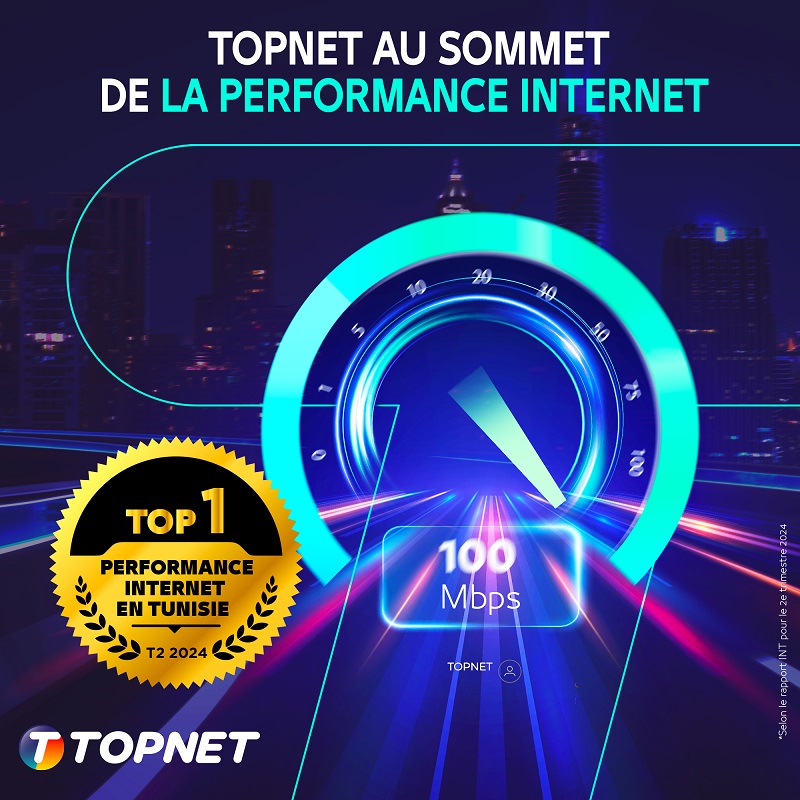 TOPNET AU SOMMET
DE LA PERFORMANCE INTERNET
0
1
5
10
20
30
50
75
100
100
Mbps
TOPNET
TOP 1
PERFORMANCE
INTERNET
EN TUNISIE
T2 2024
T TOPNET
*Selon le rapport INT pour le 2e trimestre 2024